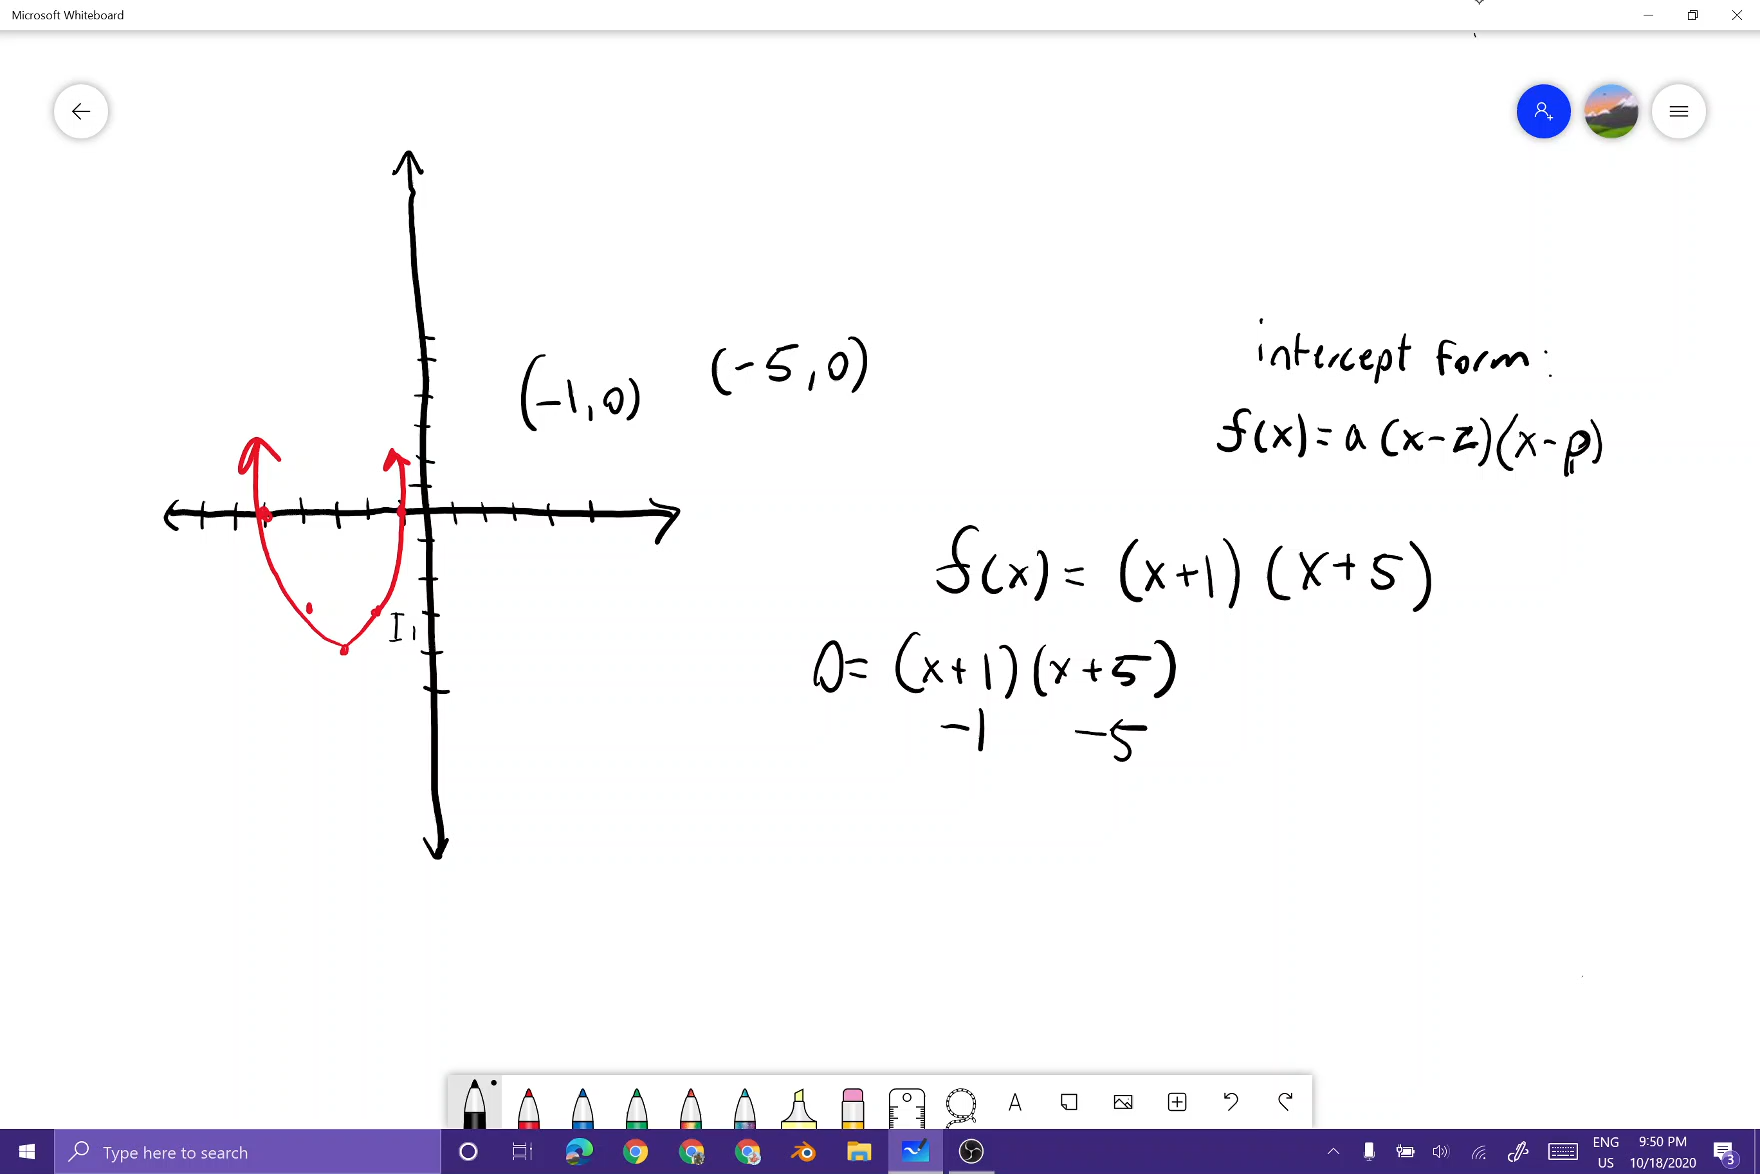 Microsoft Whiteboard
(-1,0)
(-5,0)
intercept form:
f(x)=a(x-z)(x-p)
f(x)=(x+1)(x+5)
0=(x+1)(x+5)
-1 -5
A
Type here to search
ENG
US
9:50 PM
10/18/2020
3